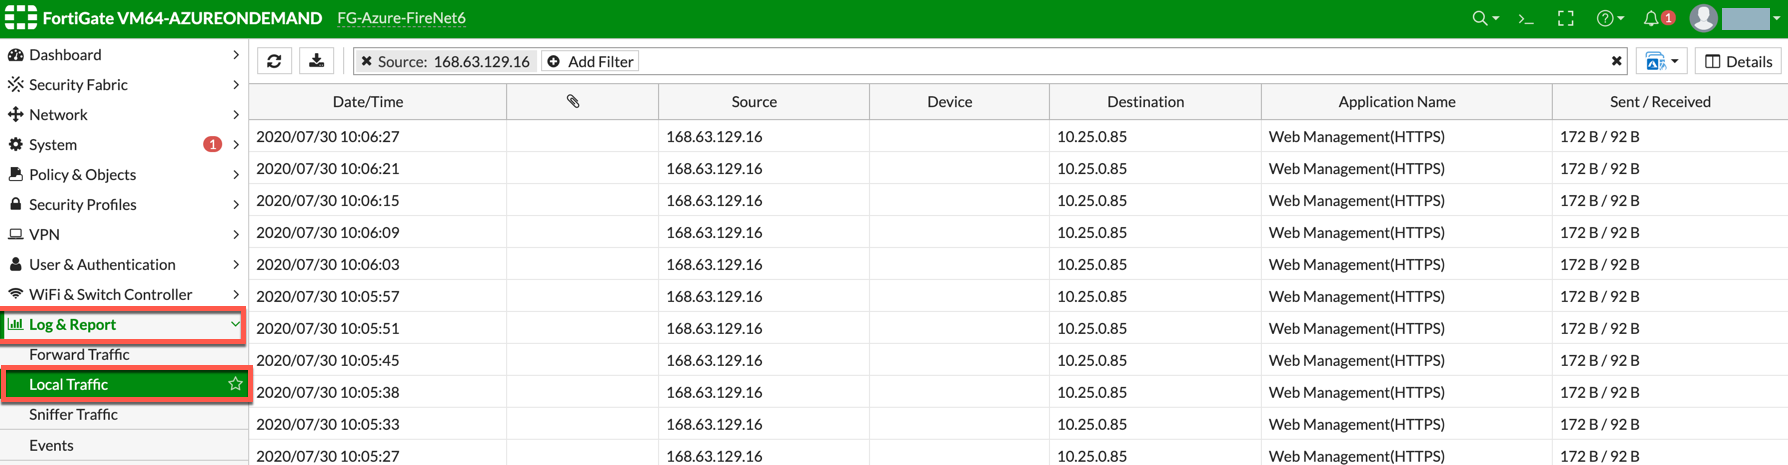 FortiGate VM64-AZUREONDEMAND FG-Azure-FireNet6 1
Dashboard
Security Fabric
Network
System 1
Policy & Objects
Security Profiles
VPN
User & Authentication
WiFi & Switch Controller
Log & Report
Forward Traffic
Local Traffic
Sniffer Traffic
Events
Source: 168.63.129.16 Add Filter Details
Date/Time Source Device Destination Application Name Sent / Received
2020/07/30 10:06:27 168.63.129.16 10.25.0.85 Web Management(HTTPS) 172 B / 92 B
2020/07/30 10:06:21 168.63.129.16 10.25.0.85 Web Management(HTTPS) 172 B / 92 B
2020/07/30 10:06:15 168.63.129.16 10.25.0.85 Web Management(HTTPS) 172 B / 92 B
2020/07/30 10:06:09 168.63.129.16 10.25.0.85 Web Management(HTTPS) 172 B / 92 B
2020/07/30 10:06:03 168.63.129.16 10.25.0.85 Web Management(HTTPS) 172 B / 92 B
2020/07/30 10:05:57 168.63.129.16 10.25.0.85 Web Management(HTTPS) 172 B / 92 B
2020/07/30 10:05:51 168.63.129.16 10.25.0.85 Web Management(HTTPS) 172 B / 92 B
2020/07/30 10:05:45 168.63.129.16 10.25.0.85 Web Management(HTTPS) 172 B / 92 B
2020/07/30 10:05:38 168.63.129.16 10.25.0.85 Web Management(HTTPS) 172 B / 92 B
2020/07/30 10:05:33 168.63.129.16 10.25.0.85 Web Management(HTTPS) 172 B / 92 B
2020/07/30 10:05:27 168.63.129.16 10.25.0.85 Web Management(HTTPS) 172 B / 92 B